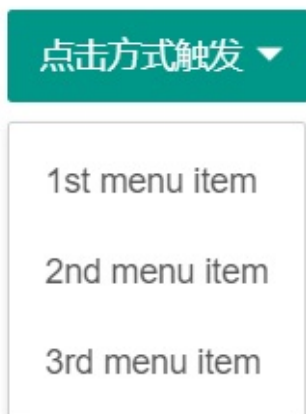 点击方式触发
1st menu item
2nd menu item
3rd menu item